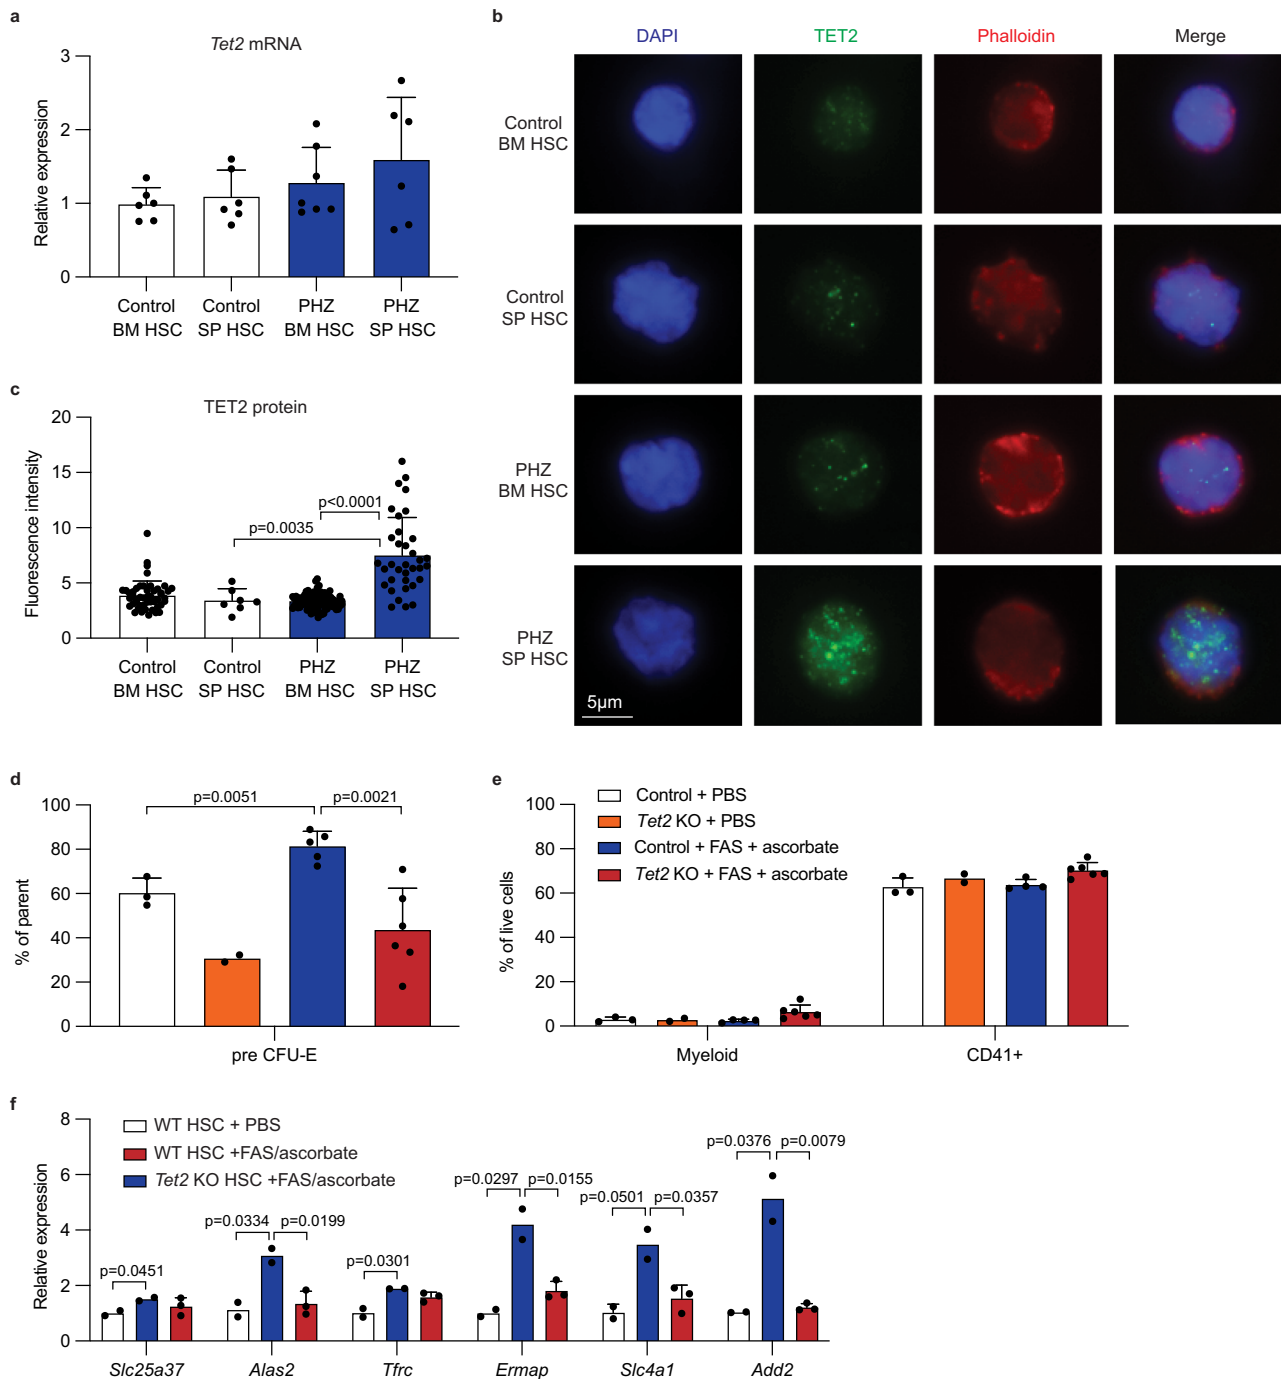 a
Tet2 mRNA
Relative expression
3
2
1
0
Control
BM HSC
Control
SP HSC
PHZ
BM HSC
PHZ
SP HSC
b
DAPI
TET2
Phalloidin
Merge
Control
BM HSC
Control
SP HSC
PHZ
BM HSC
PHZ
SP HSC
5µm
c
TET2 protein
Fluorescence intensity
20
15
10
5
0
p<0.0001
p=0.0035
Control
BM HSC
Control
SP HSC
PHZ
BM HSC
PHZ
SP HSC
d
% of parent
100
80
60
40
20
0
p=0.0051
p=0.0021
pre CFU-E
e
% of live cells
100
80
60
40
20
0
Control + PBS
Tet2 KO + PBS
Control + FAS + ascorbate
Tet2 KO + FAS + ascorbate
Myeloid
CD41+
f
Relative expression
8
6
4
2
0
WT HSC + PBS
WT HSC +FAS/ascorbate
Tet2 KO HSC +FAS/ascorbate
p=0.0451
p=0.0334
p=0.0199
p=0.0301
p=0.0297
p=0.0155
p=0.0501
p=0.0357
p=0.0376
p=0.0079
Slc25a37
Alas2
Tfrc
Ermap
Slc4a1
Add2